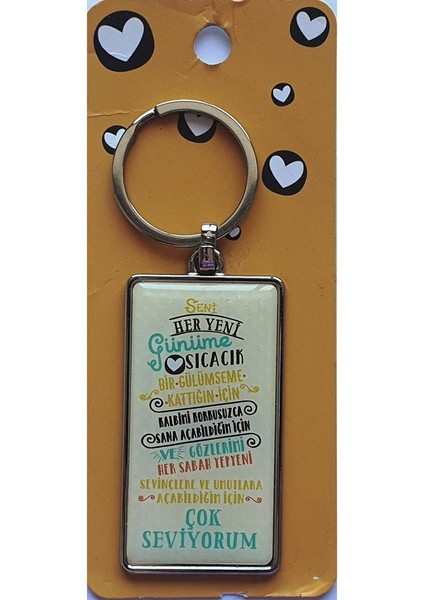 SENİ
HER YENİ
Günüme
SICACIK
BİR GÜLÜMSEME
KATTIĞIN İÇİN
KALBİMİ KORKUSUZCA
SANA AÇABİLDİĞİM İÇİN
VE GÖZLERİMİ
HER SABAH YEPYENİ
SEVİNÇLERE VE UMUTLARA
AÇABİLDİĞİM İÇİN
ÇOK
SEVİYORUM